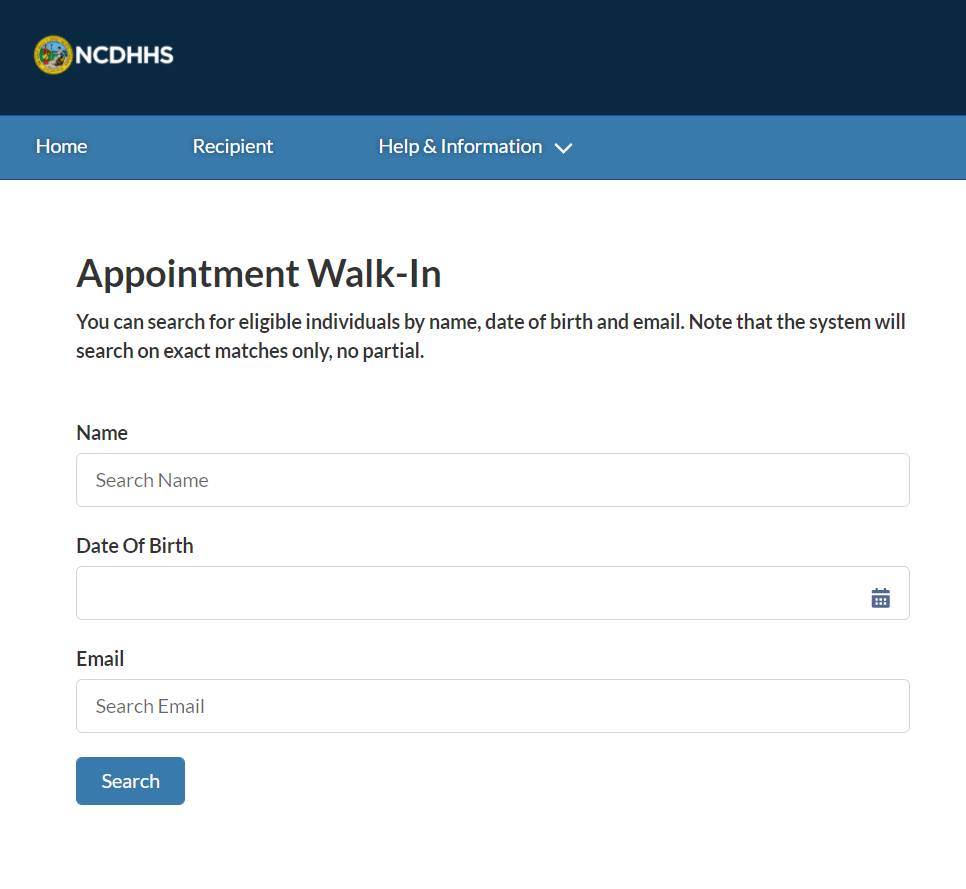 NCDHHS
Home Recipient Help & Information
Appointment Walk-In
You can search for eligible individuals by name, date of birth and email. Note that the system will
search on exact matches only, no partial.
Name
Search Name
Date Of Birth
Email
Search Email
Search